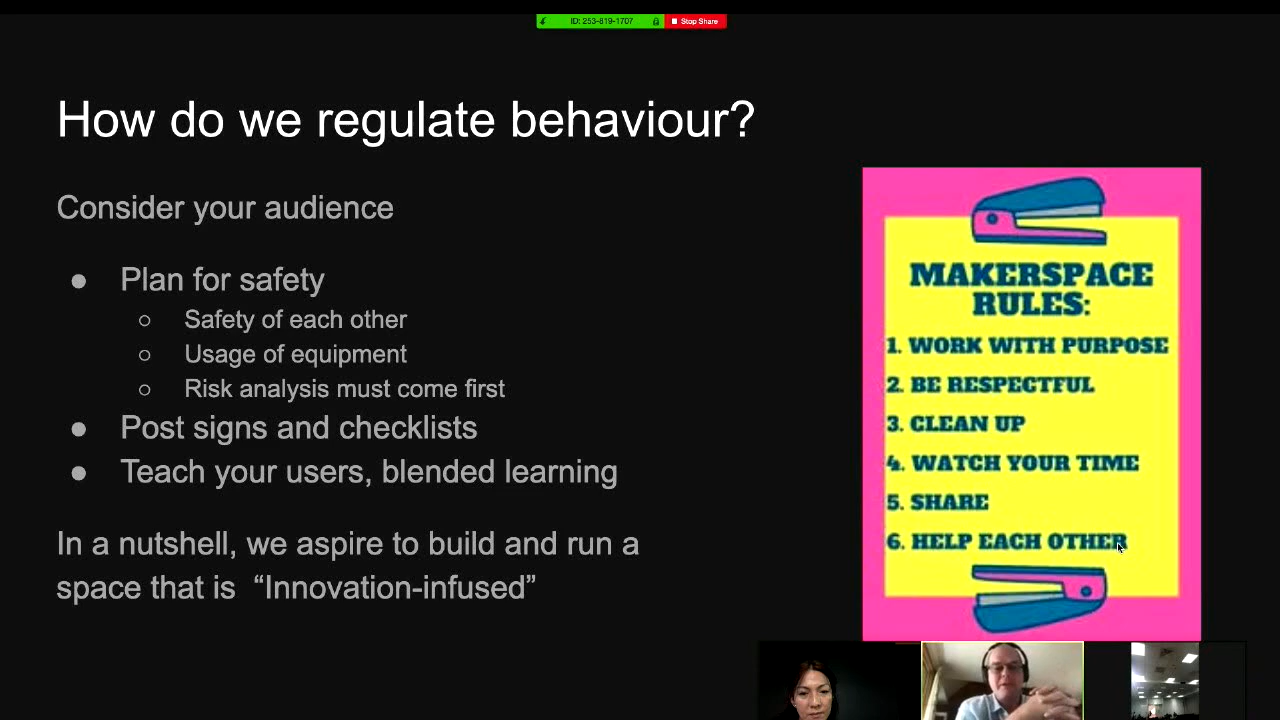 ID: 253-819-1707
Stop Share
How do we regulate behaviour?
Consider your audience
● Plan for safety
○ Safety of each other
○ Usage of equipment
○ Risk analysis must come first
● Post signs and checklists
● Teach your users, blended learning
In a nutshell, we aspire to build and run a
space that is “Innovation-infused”
MAKERSPACE
RULES:
1. WORK WITH PURPOSE
2. BE RESPECTFUL
3. CLEAN UP
4. WATCH YOUR TIME
5. SHARE
6. HELP EACH OTHER